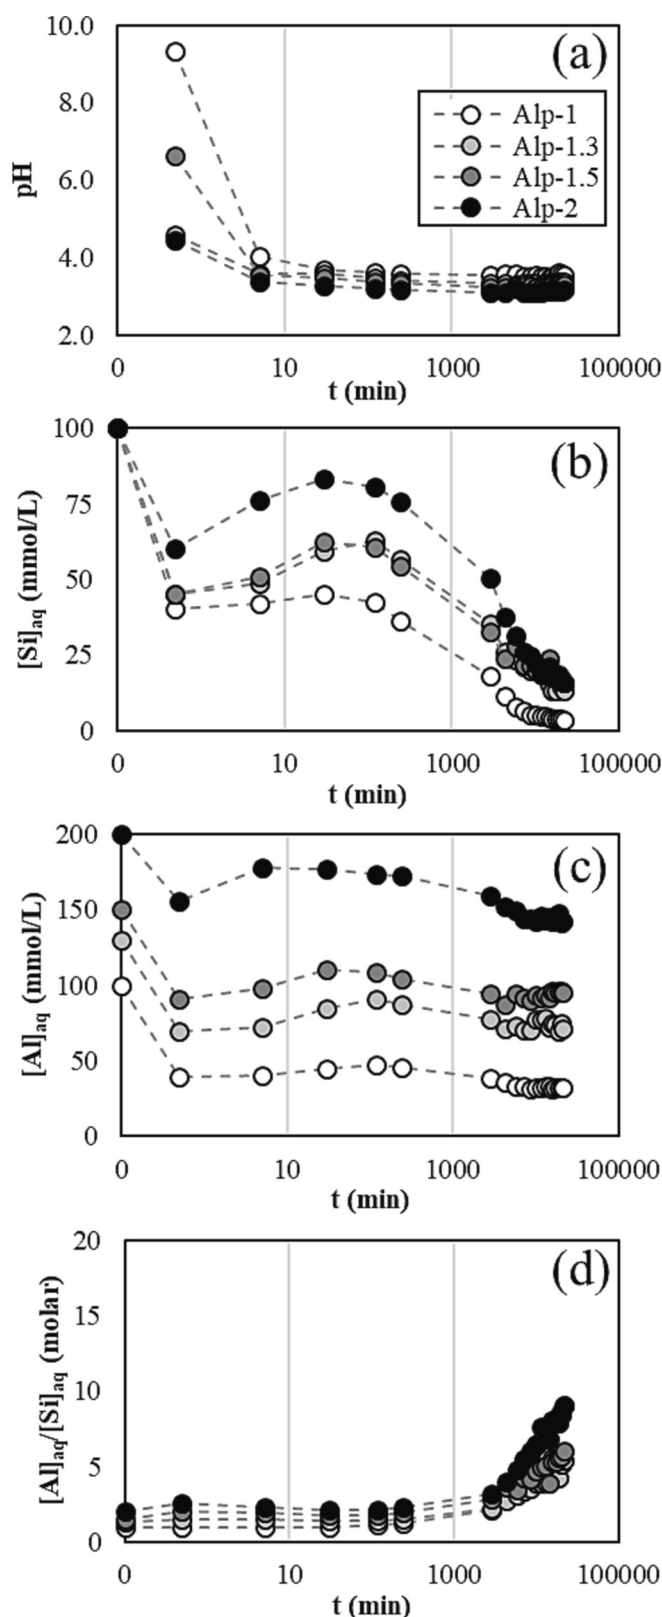 10.0
(a)
8.0
6.0
4.0
2.0
pH
Alp-1
Alp-1.3
Alp-1.5
Alp-2
0
10
1000
100000
t (min)
100
(b)
75
50
25
0
[Si]aq (mmol/L)
0
10
1000
100000
t (min)
200
(c)
150
100
50
0
[Al]aq (mmol/L)
0
10
1000
100000
t (min)
20
(d)
15
10
5
0
[Al]aq/[Si]aq (molar)
0
10
1000
100000
t (min)